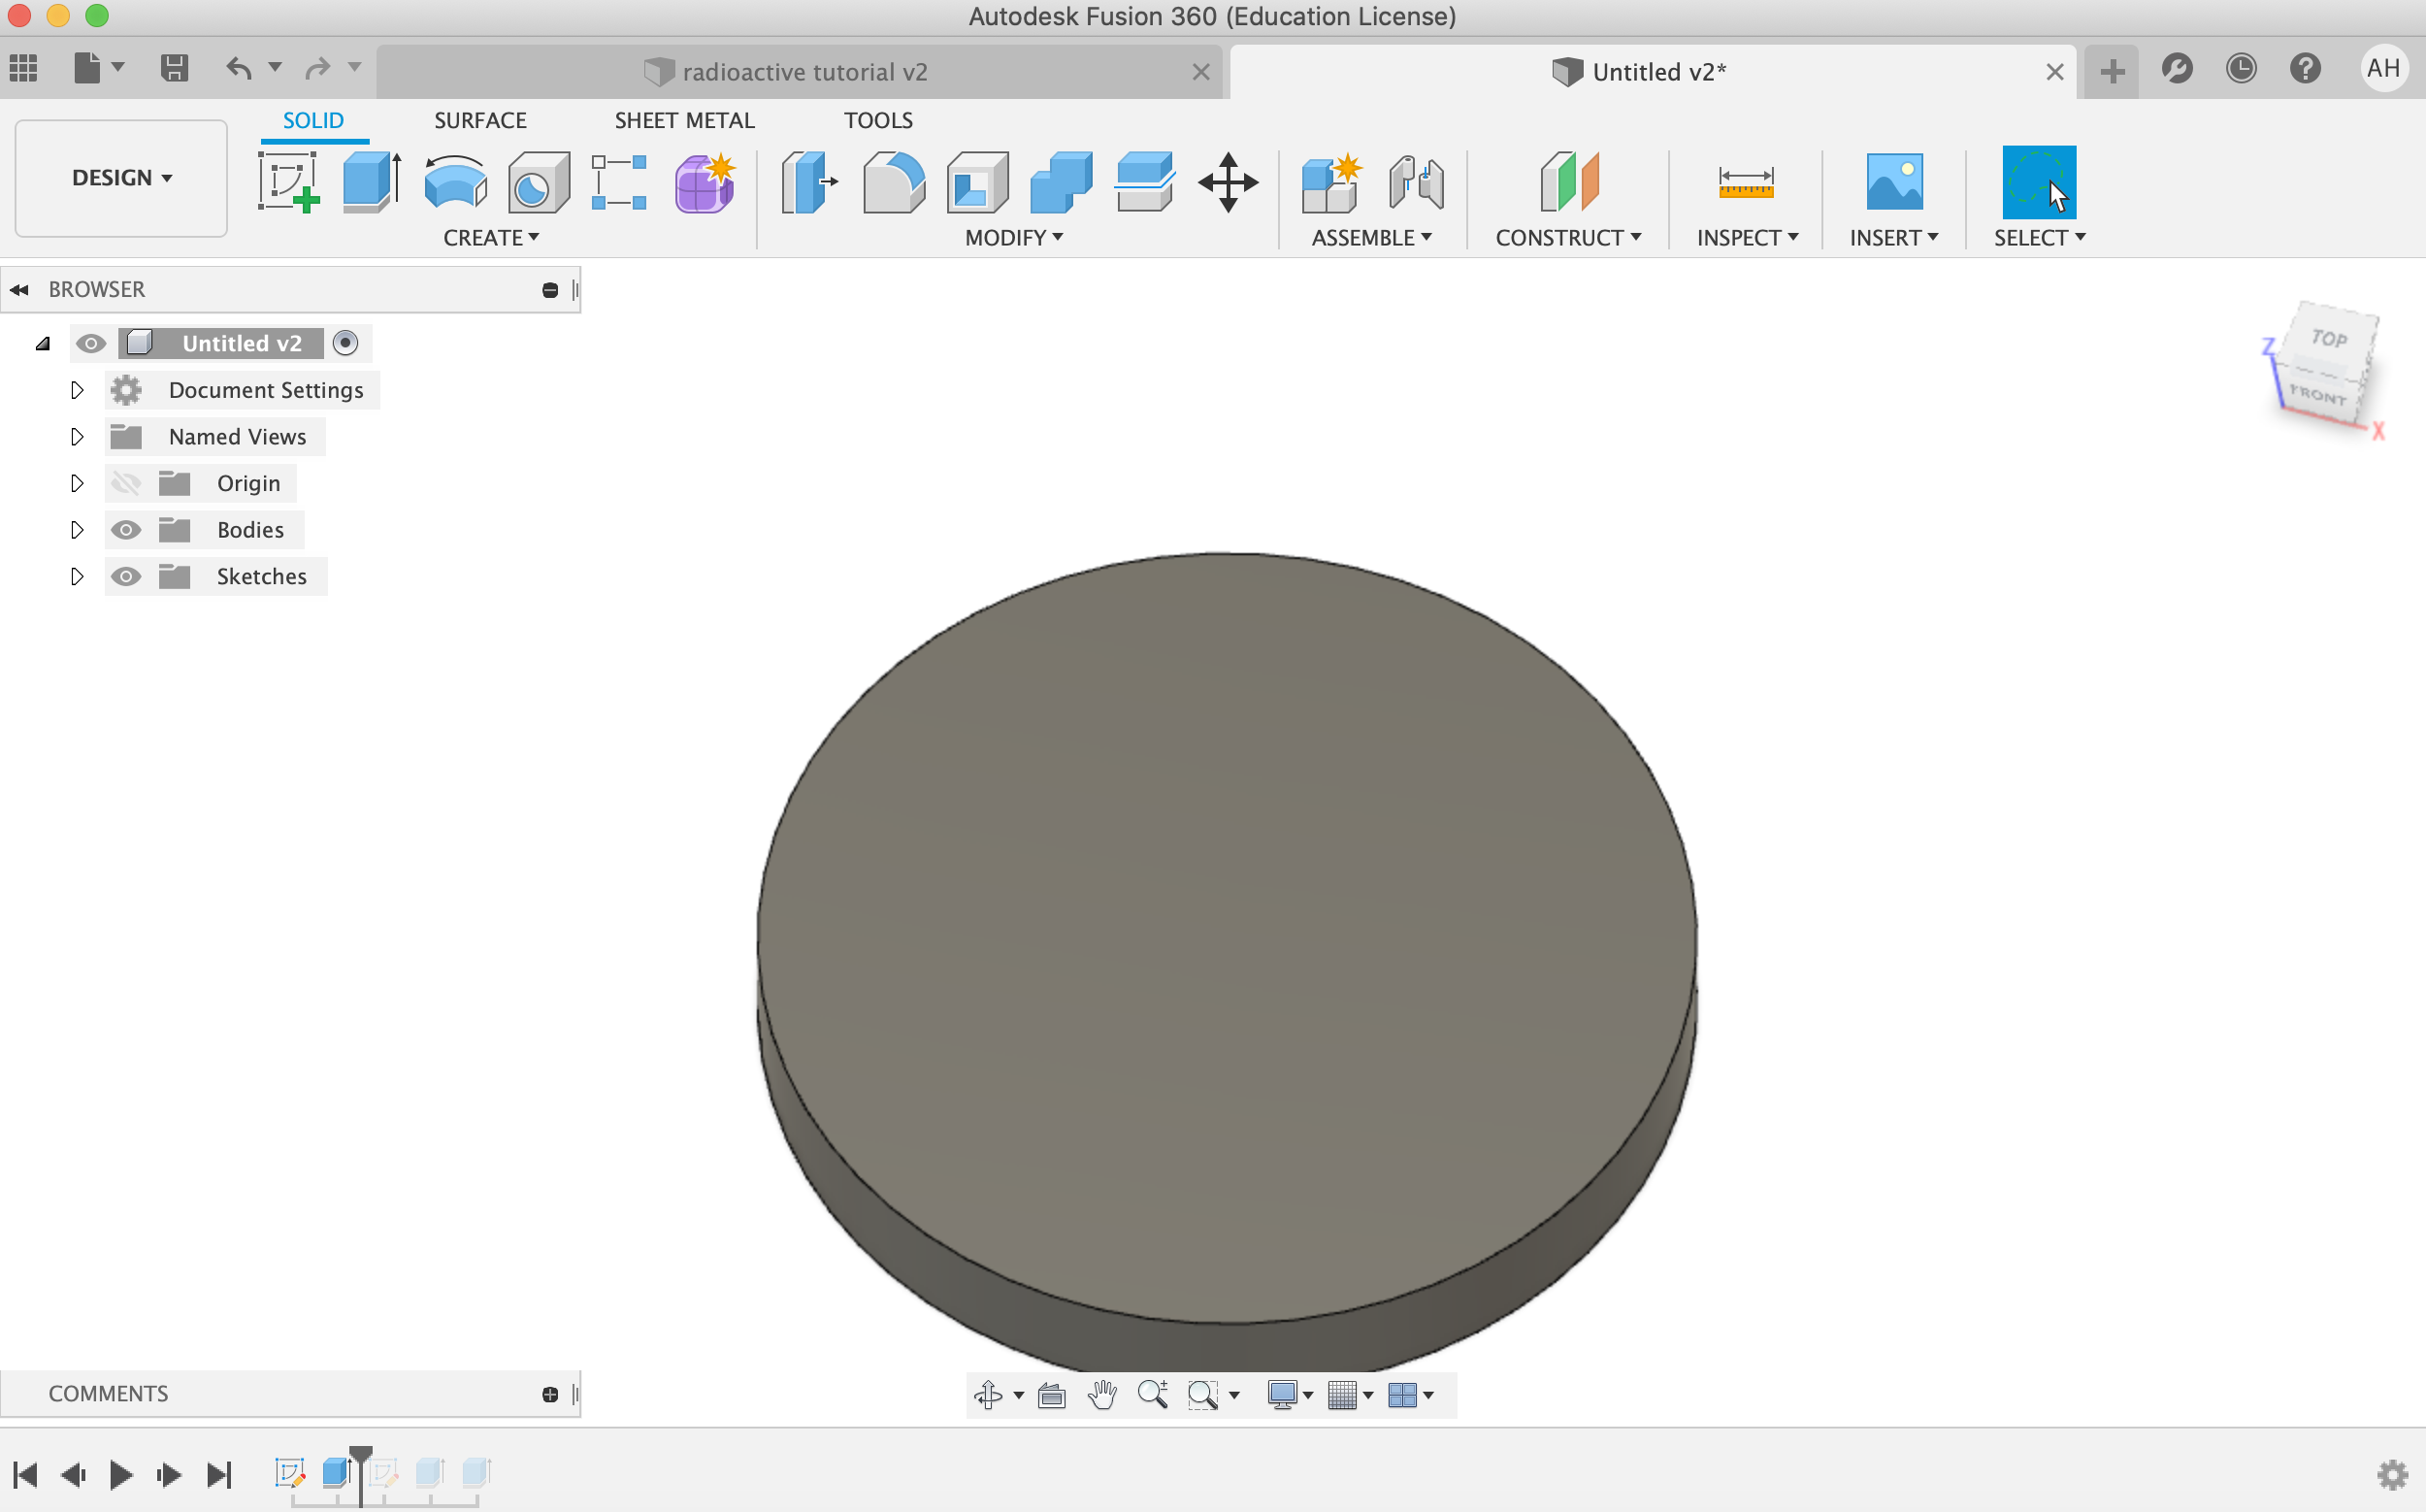 Autodesk Fusion 360 (Education License)
radioactive tutorial v2
Untitled v2*
AH
DESIGN
SOLID
SURFACE
SHEET METAL
TOOLS
CREATE
MODIFY
ASSEMBLE
CONSTRUCT
INSPECT
INSERT
SELECT
BROWSER
Untitled v2
Document Settings
Named Views
Origin
Bodies
Sketches
TOP
Z
FRONT
X
COMMENTS